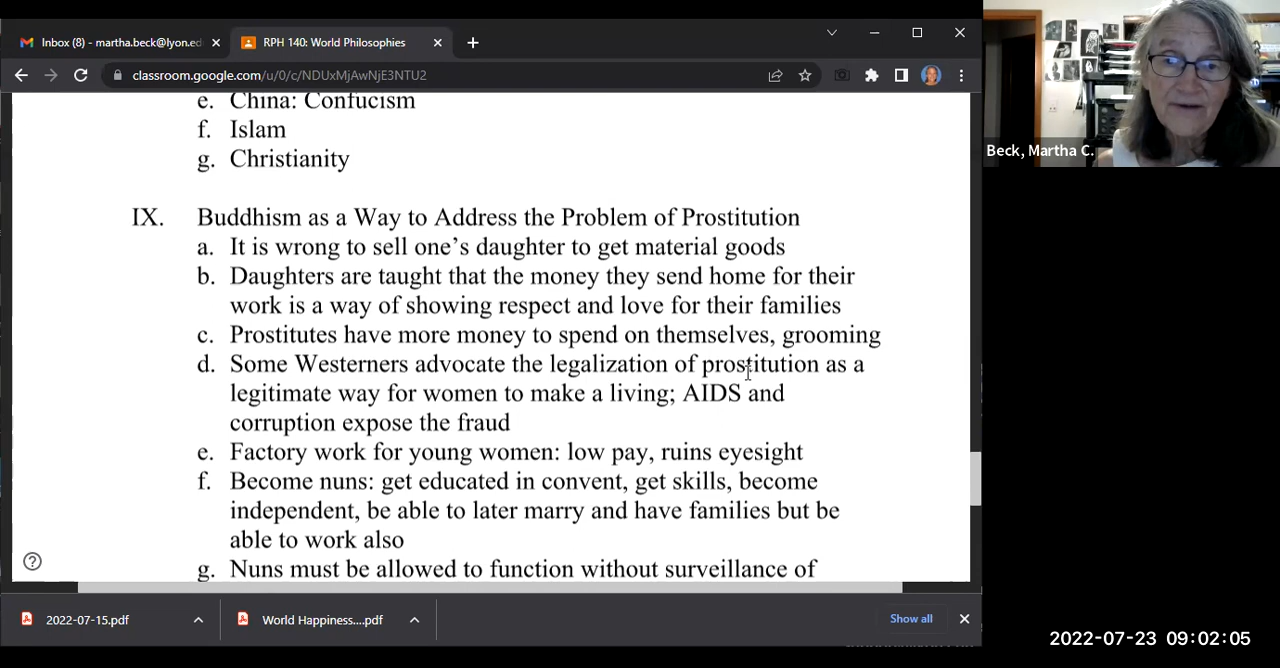 Inbox (8) - martha.beck@lyon.ed
RPH 140: World Philosophies
classroom.google.com/u/0/c/NDUxMjAwNjE3NTU2
e. China: Confucism
f. Islam
g. Christianity
IX. Buddhism as a Way to Address the Problem of Prostitution
a. It is wrong to sell one's daughter to get material goods
b. Daughters are taught that the money they send home for their
work is a way of showing respect and love for their families
c. Prostitutes have more money to spend on themselves, grooming
d. Some Westerners advocate the legalization of prostitution as a
legitimate way for women to make a living; AIDS and
corruption expose the fraud
e. Factory work for young women: low pay, ruins eyesight
f. Become nuns: get educated in convent, get skills, become
independent, be able to later marry and have families but be
able to work also
g. Nuns must be allowed to function without surveillance of
2022-07-15.pdf
World Happiness....pdf
Show all
Beck, Martha C.
2022-07-23 09:02:05